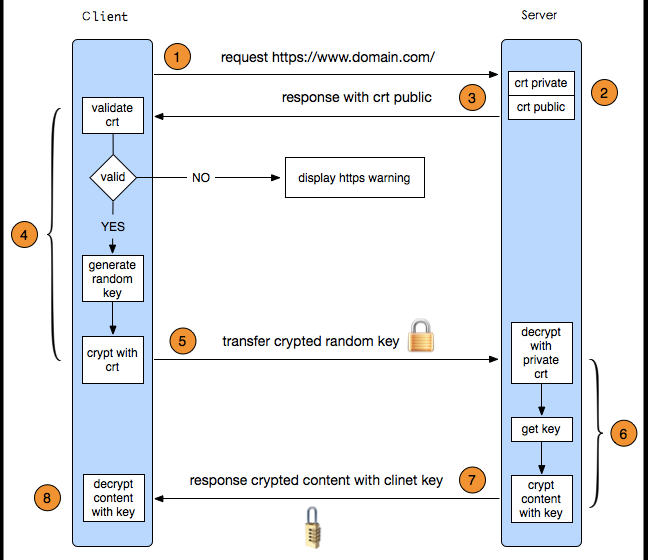 Client
Server
1
request https://www.domain.com/
crt private
2
response with crt public
3
crt public
validate
crt
valid
NO
display https warning
4
YES
generate
random
key
5
transfer crypted random key
crypt with
crt
decrypt
with
private
crt
get key
6
response crypted content with clinet key
7
8
decrypt
content
with key
crypt
content
with key